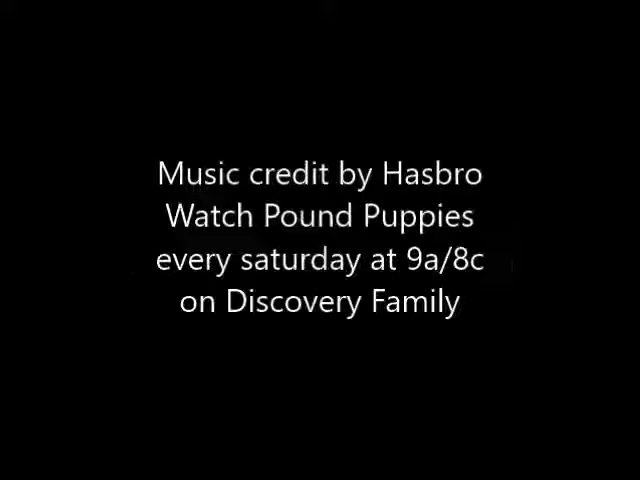 Music credit by Hasbro
Watch Pound Puppies
every saturday at 9a/8c
on Discovery Family